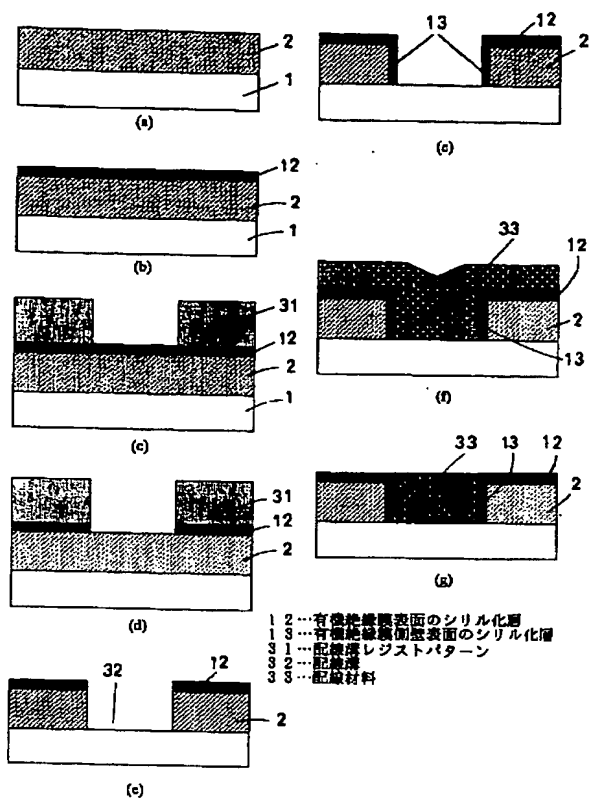 2
1
(a)
12
2
1
(b)
31
12
2
1
(c)
31
12
2
(d)
32
12
2
(e)
13
12
2
(e)
33
12
2
13
(f)
33
13
12
2
(g)
12…有機絶縁膜表面のシリル化層
13…有機絶縁膜側壁表面のシリル化層
31…配線溝レジストパターン
32…配線溝
33…配線材料